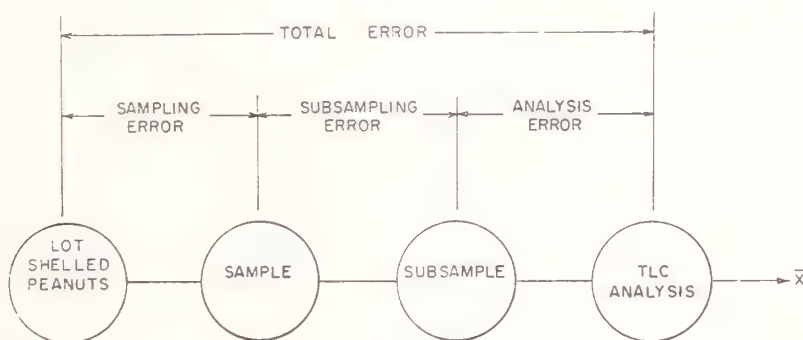 TOTAL ERROR
SAMPLING
ERROR
SUBSAMPLING
ERROR
ANALYSIS
ERROR
LOT
SHELLED
PEANUTS
SAMPLE
SUBSAMPLE
TLC
ANALYSIS
X̅